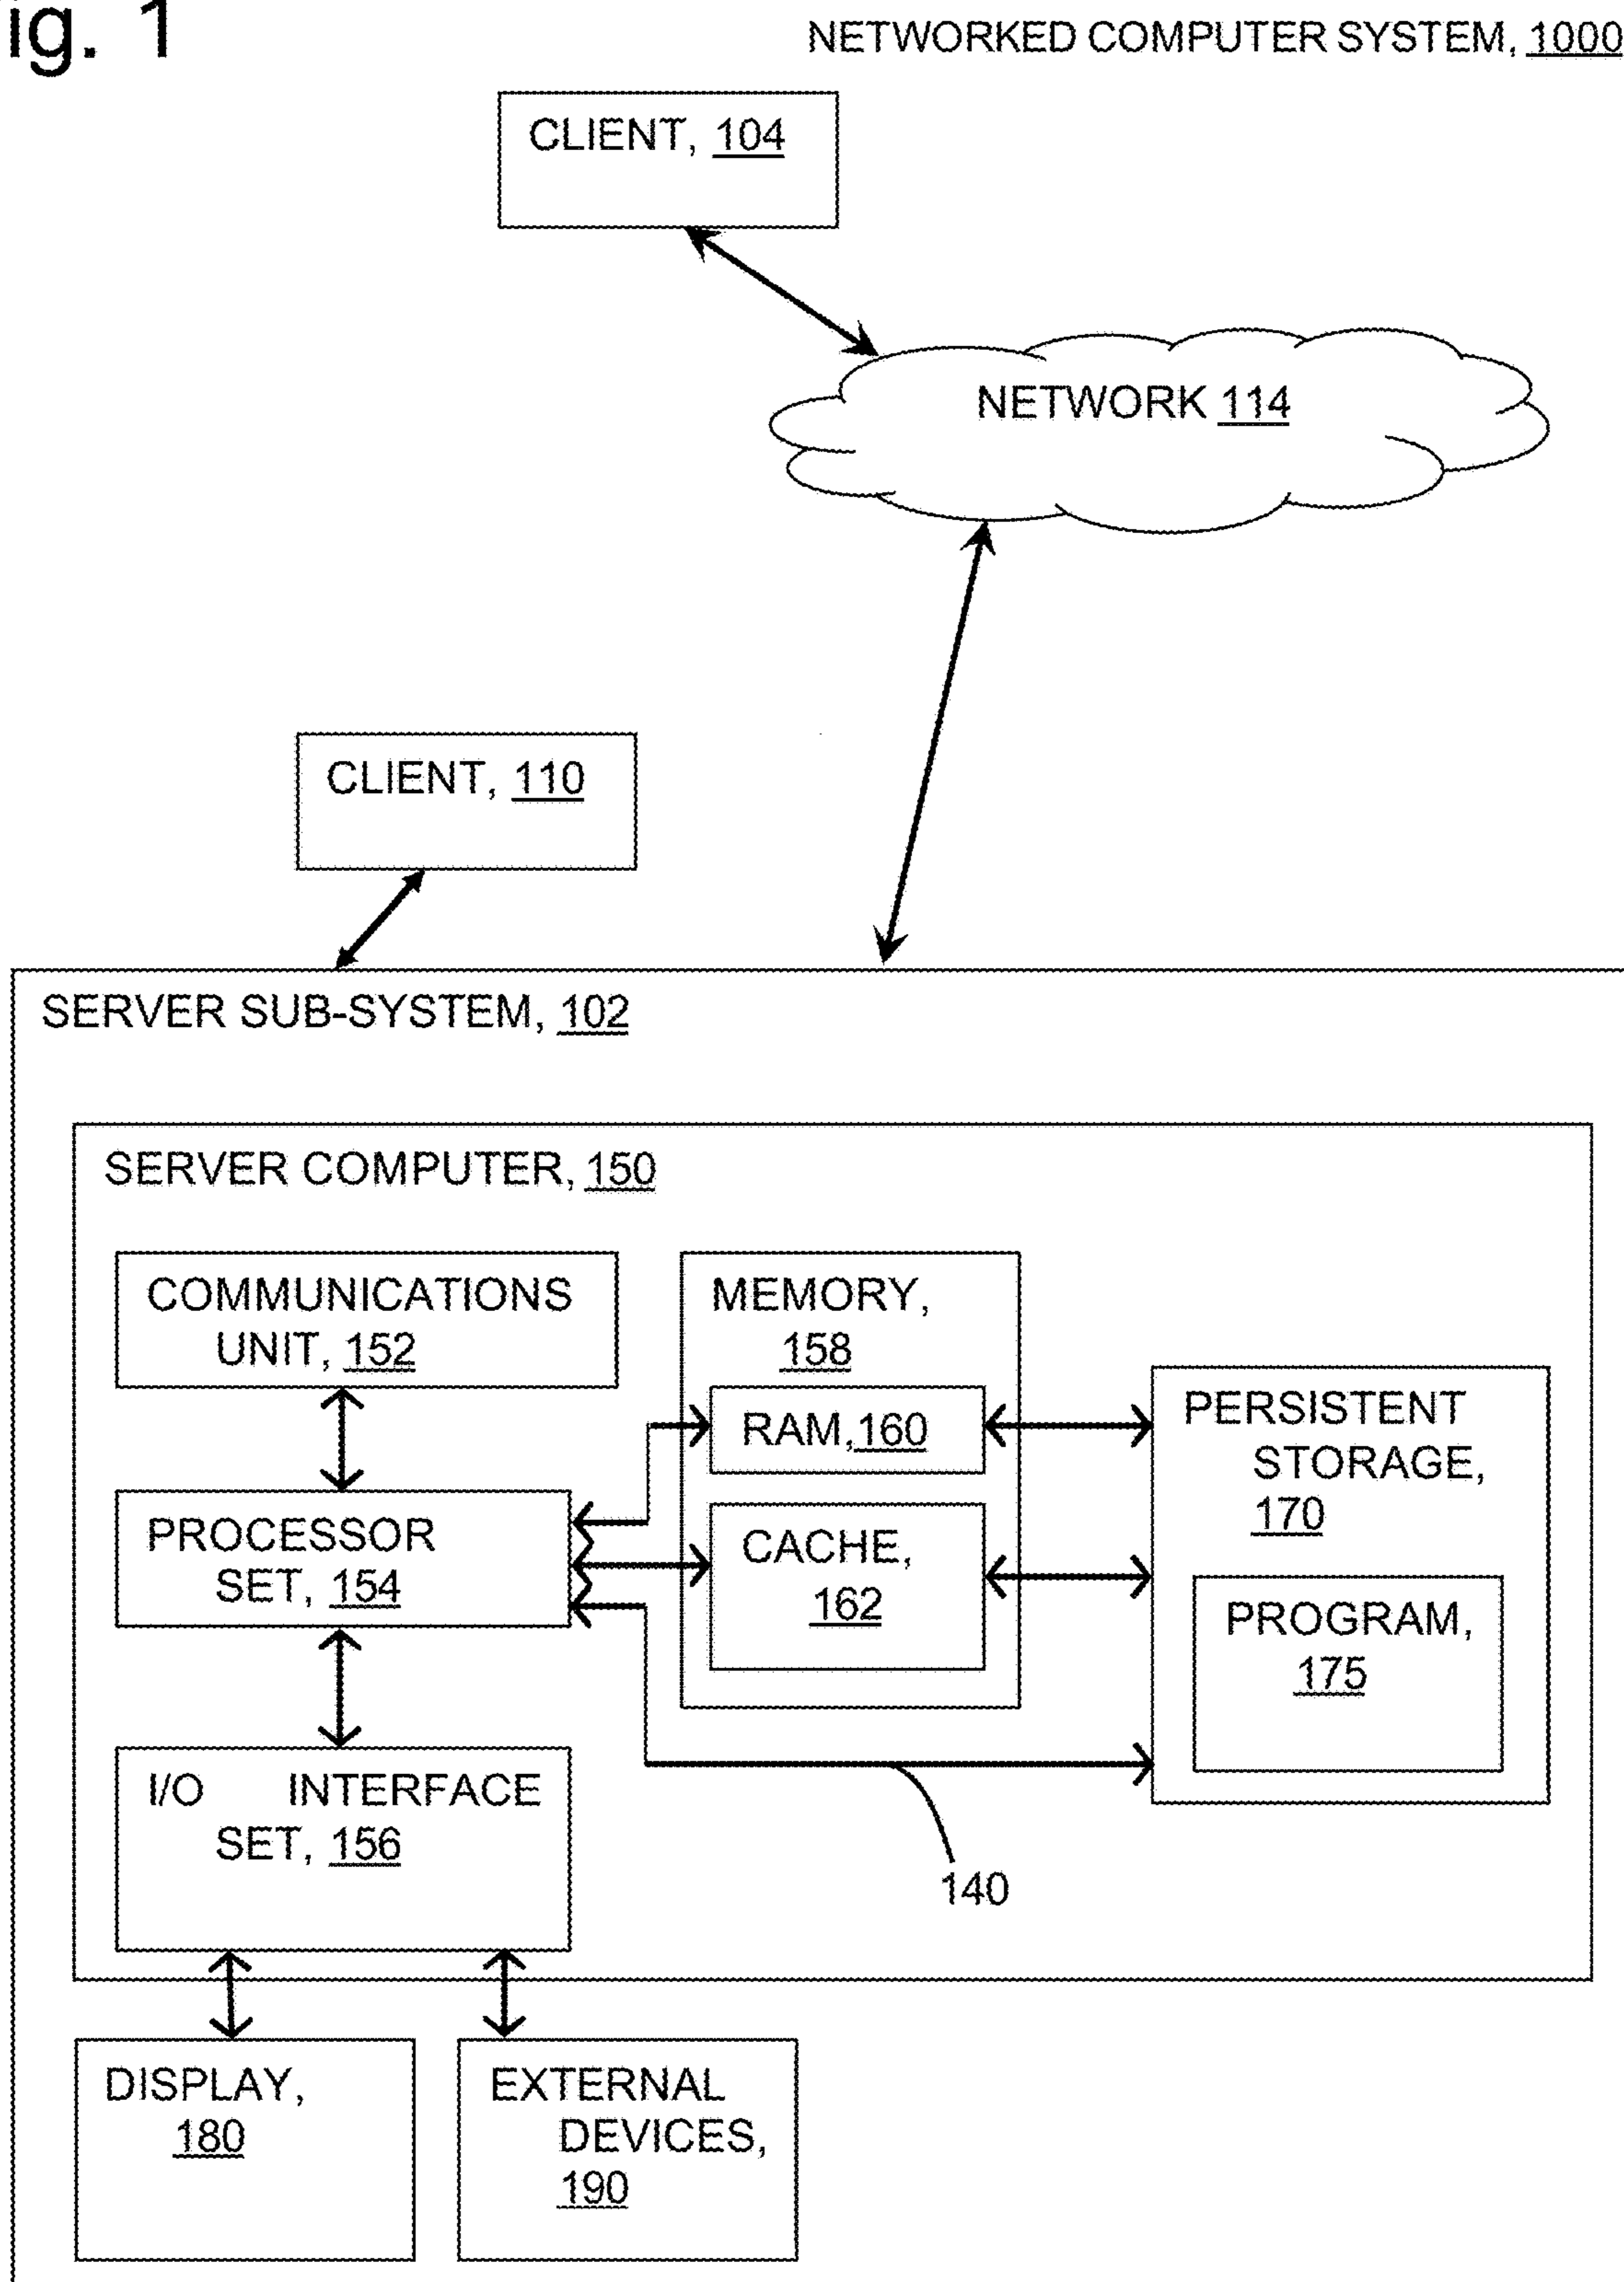 ig. 1
NETWORKED COMPUTER SYSTEM, 1000
CLIENT, 104
NETWORK 114
CLIENT, 110
SERVER SUB-SYSTEM, 102
SERVER COMPUTER, 150
COMMUNICATIONS
UNIT, 152
MEMORY,
158
RAM,160
PERSISTENT
STORAGE,
170
PROCESSOR
SET, 154
CACHE,
162
PROGRAM,
175
I/O INTERFACE
SET, 156
140
DISPLAY,
180
EXTERNAL
DEVICES,
190